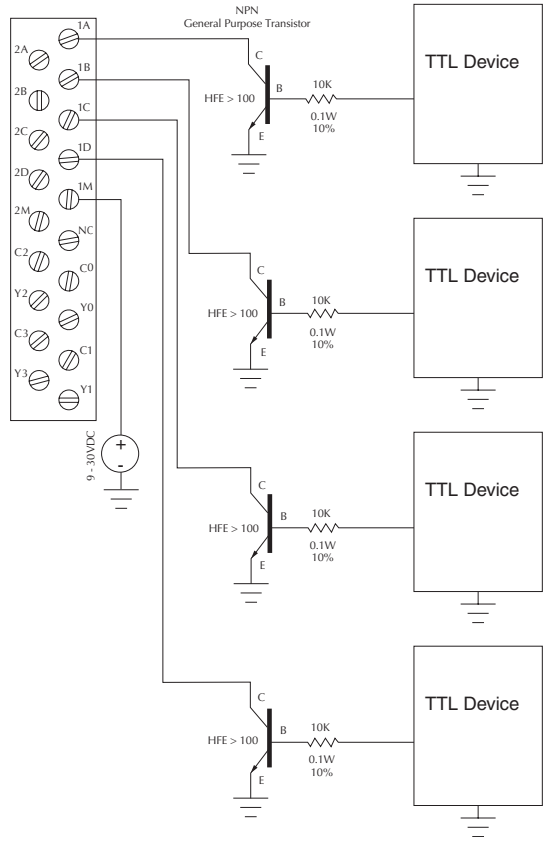 NPN
General Purpose Transistor
1A
2A
1B
2B
1C
2C
1D
2D
1M
2M
NC
C2
C0
Y2
Y0
C3
C1
Y3
Y1
9 - 30VDC
+
-
C
B
E
HFE > 100
10K
0.1W
10%
TTL Device
C
B
E
HFE > 100
10K
0.1W
10%
TTL Device
C
B
E
HFE > 100
10K
0.1W
10%
TTL Device
C
B
E
HFE > 100
10K
0.1W
10%
TTL Device